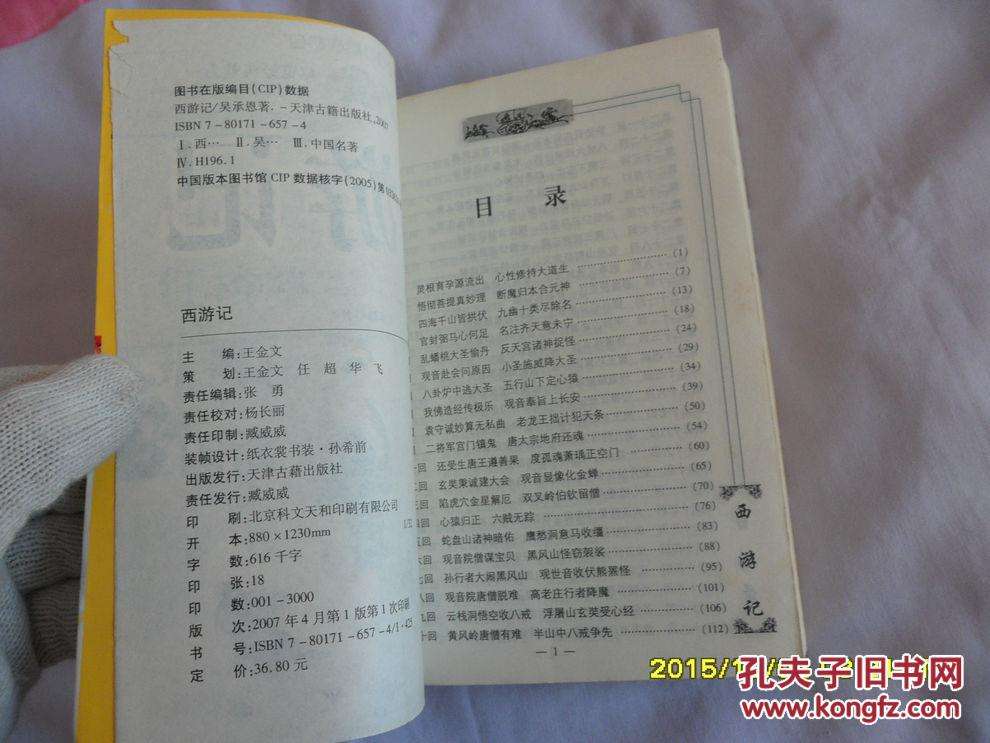 图书在版编目(CIP)数据
西游记/吴承恩著. -天津古籍出版社,2007
ISBN 7-80171-657-4
Ⅰ.西… Ⅱ.吴… Ⅲ.中国名著
Ⅳ.H196.1
中国版本图书馆 CIP 数据核字(2005)第
西游记
主 编:王金文
策 划:王金文 任 超 华 飞
责任编辑:张 勇
责任校对:杨长丽
责任印制:臧威威
装帧设计:纸衣裳书装·孙希前
出版发行:天津古籍出版社
责任发行:臧威威
印 刷:北京科文天和印刷有限公司
开 本:880×1230mm
字 数:616千字
印 张:18
印 数:001-3000
版 次:2007年4月第1版第1次印刷
书 号:ISBN 7-80171-657-4/I·425
定 价:36.80元
目 录
灵根育孕源流出 心性修持大道生 (1)
悟彻菩提真妙理 断魔归本合元神 (7)
四海千山皆拱伏 九幽十类尽除名 (13)
官封弼马心何足 名注齐天意未宁 (18)
乱蟠桃大圣偷丹 反天宫诸神捉怪 (24)
观音赴会问原因 小圣施威降大圣 (29)
八卦炉中逃大圣 五行山下定心猿 (34)
我佛造经传极乐 观音奉旨上长安 (39)
袁守诚妙算无私曲 老龙王拙计犯天条 (50)
二将军宫门镇鬼 唐太宗地府还魂 (54)
回 还受生唐王遵善果 度孤魂萧瑀正空门 (60)
回 玄奘秉诚建大会 观音显像化金蝉 (65)
回 陷虎穴金星解厄 双叉岭伯钦留僧 (70)
回 心猿归正 六贼无踪 (76)
回 蛇盘山诸神暗佑 鹰愁涧意马收缰 (83)
回 观音院僧谋宝贝 黑风山怪窃袈裟 (88)
回 孙行者大闹黑风山 观世音收伏熊罴怪 (95)
回 观音院唐僧脱难 高老庄行者降魔 (101)
回 云栈洞悟空收八戒 浮屠山玄奘受心经 (106)
回 黄风岭唐僧有难 半山中八戒争先 (112)
— 1 —
西
游
记
2015/1
孔夫子旧书网
www.kongfz.com